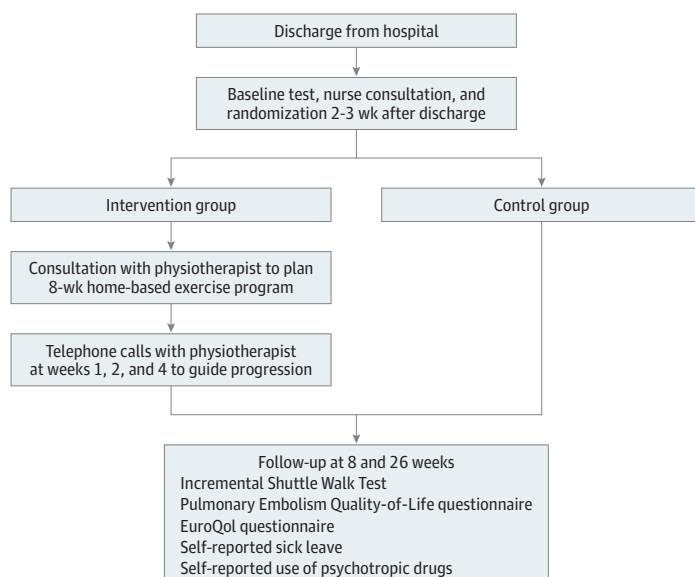 Discharge from hospital
Baseline test, nurse consultation, and
randomization 2-3 wk after discharge
Intervention group
Control group
Consultation with physiotherapist to plan
8-wk home-based exercise program
Telephone calls with physiotherapist
at weeks 1, 2, and 4 to guide progression
Follow-up at 8 and 26 weeks
Incremental Shuttle Walk Test
Pulmonary Embolism Quality-of-Life questionnaire
EuroQol questionnaire
Self-reported sick leave
Self-reported use of psychotropic drugs